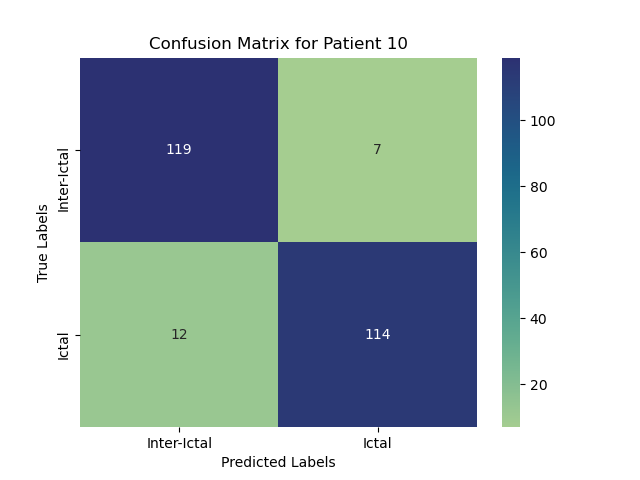 Confusion Matrix for Patient 10
True Labels
Inter-Ictal
Ictal
119
7
12
114
Inter-Ictal
Ictal
Predicted Labels
100
80
60
40
20